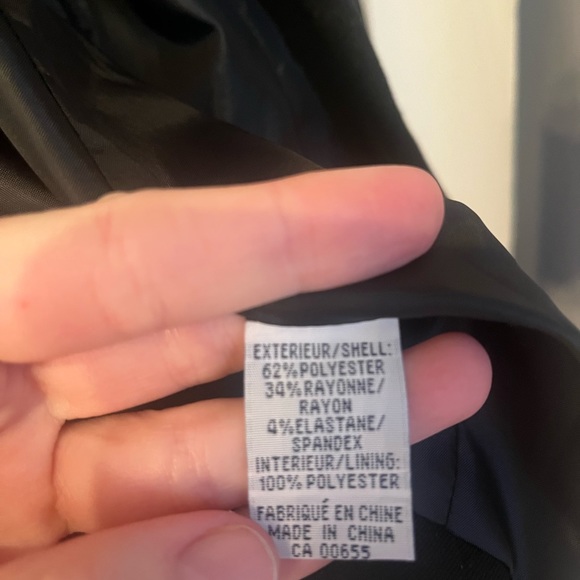 EXTERIEUR/SHELL:
62%POLYESTER
34%RAYONNE/
RAYON
4%ELASTANE/
SPANDEX
INTERIEUR/LINING:
100%POLYESTER
FABRIQUÉ EN CHINE
MADE IN CHINA
CA 00655